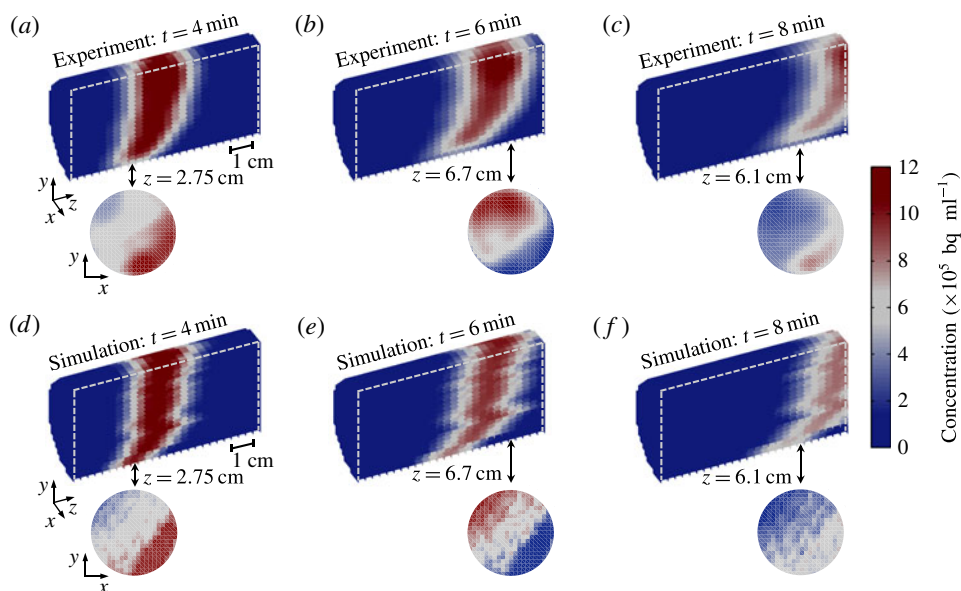 (a)
Experiment: t = 4 min
1 cm
z = 2.75 cm
y
z
x
y
x
(b)
Experiment: t = 6 min
z = 6.7 cm
(c)
Experiment: t = 8 min
z = 6.1 cm
(d)
Simulation: t = 4 min
1 cm
z = 2.75 cm
y
z
x
y
x
(e)
Simulation: t = 6 min
z = 6.7 cm
(f)
Simulation: t = 8 min
z = 6.1 cm
12
10
8
6
4
2
0
Concentration (×10⁵ bq ml⁻¹)